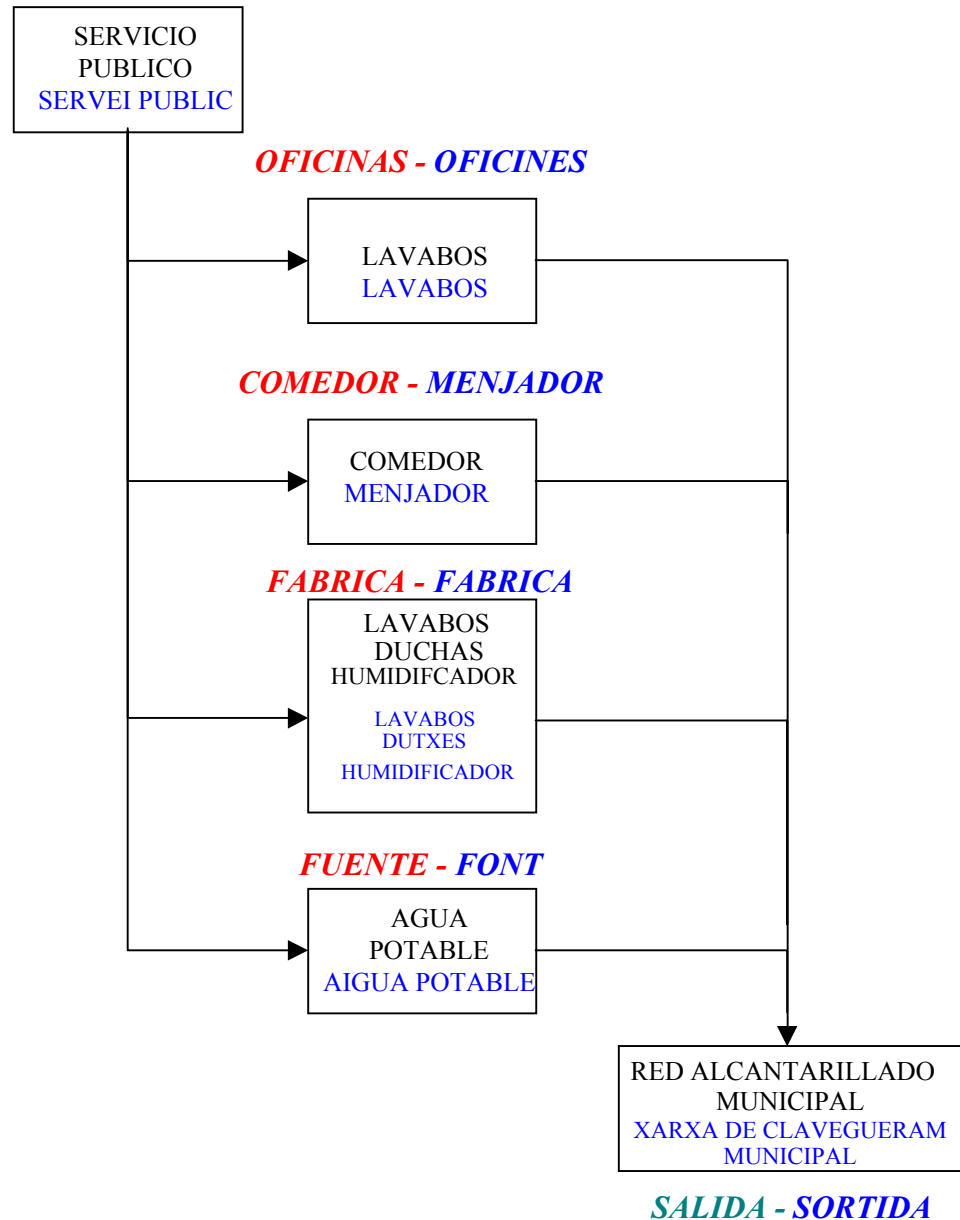 SERVICIO
PUBLICO
SERVEI PUBLIC
OFICINAS - OFICINES
LAVABOS
LAVABOS
COMEDOR - MENJADOR
COMEDOR
MENJADOR
FABRICA - FABRICA
LAVABOS
DUCHAS
HUMIDIFCADOR
LAVABOS
DUTXES
HUMIDIFICADOR
FUENTE - FONT
AGUA
POTABLE
AIGUA POTABLE
RED ALCANTARILLADO
MUNICIPAL
XARXA DE CLAVEGUERAM
MUNICIPAL
SALIDA - SORTIDA